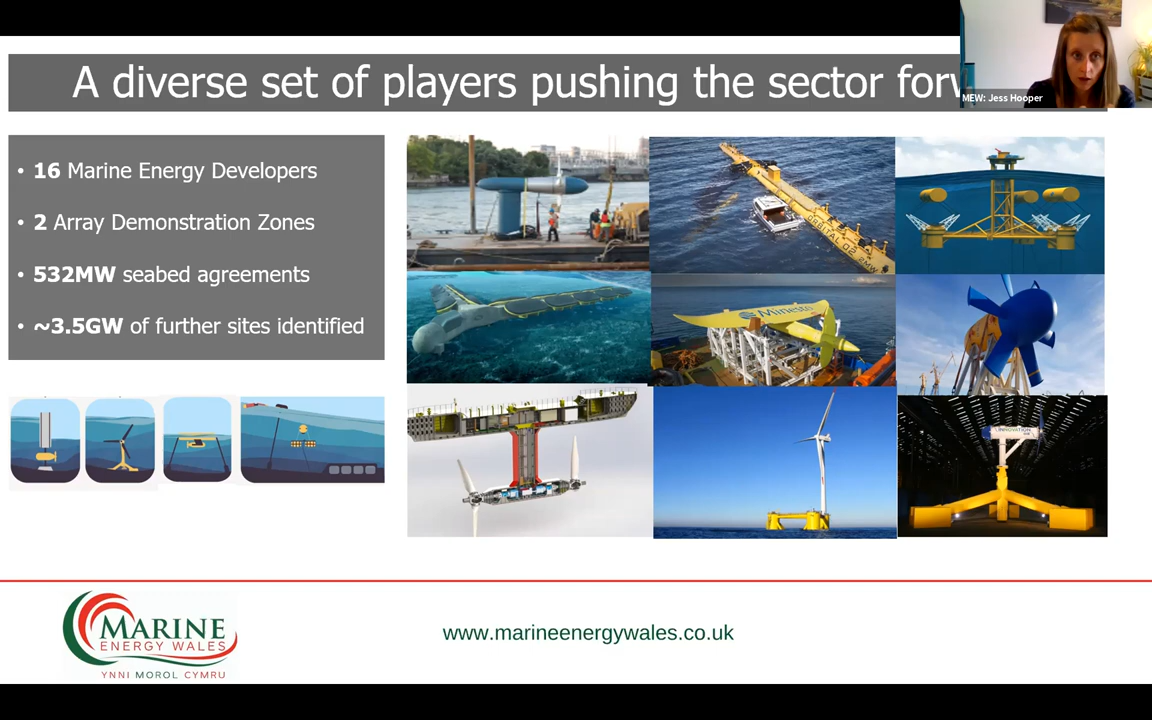 A diverse set of players pushing the sector forw
MEW: Jess Hooper
• 16 Marine Energy Developers
• 2 Array Demonstration Zones
• 532MW seabed agreements
• ~3.5GW of further sites identified
ORBITAL O2 2MW
Minesto
MARINE
ENERGY WALES
YNNI MOROL CYMRU
www.marineenergywales.co.uk